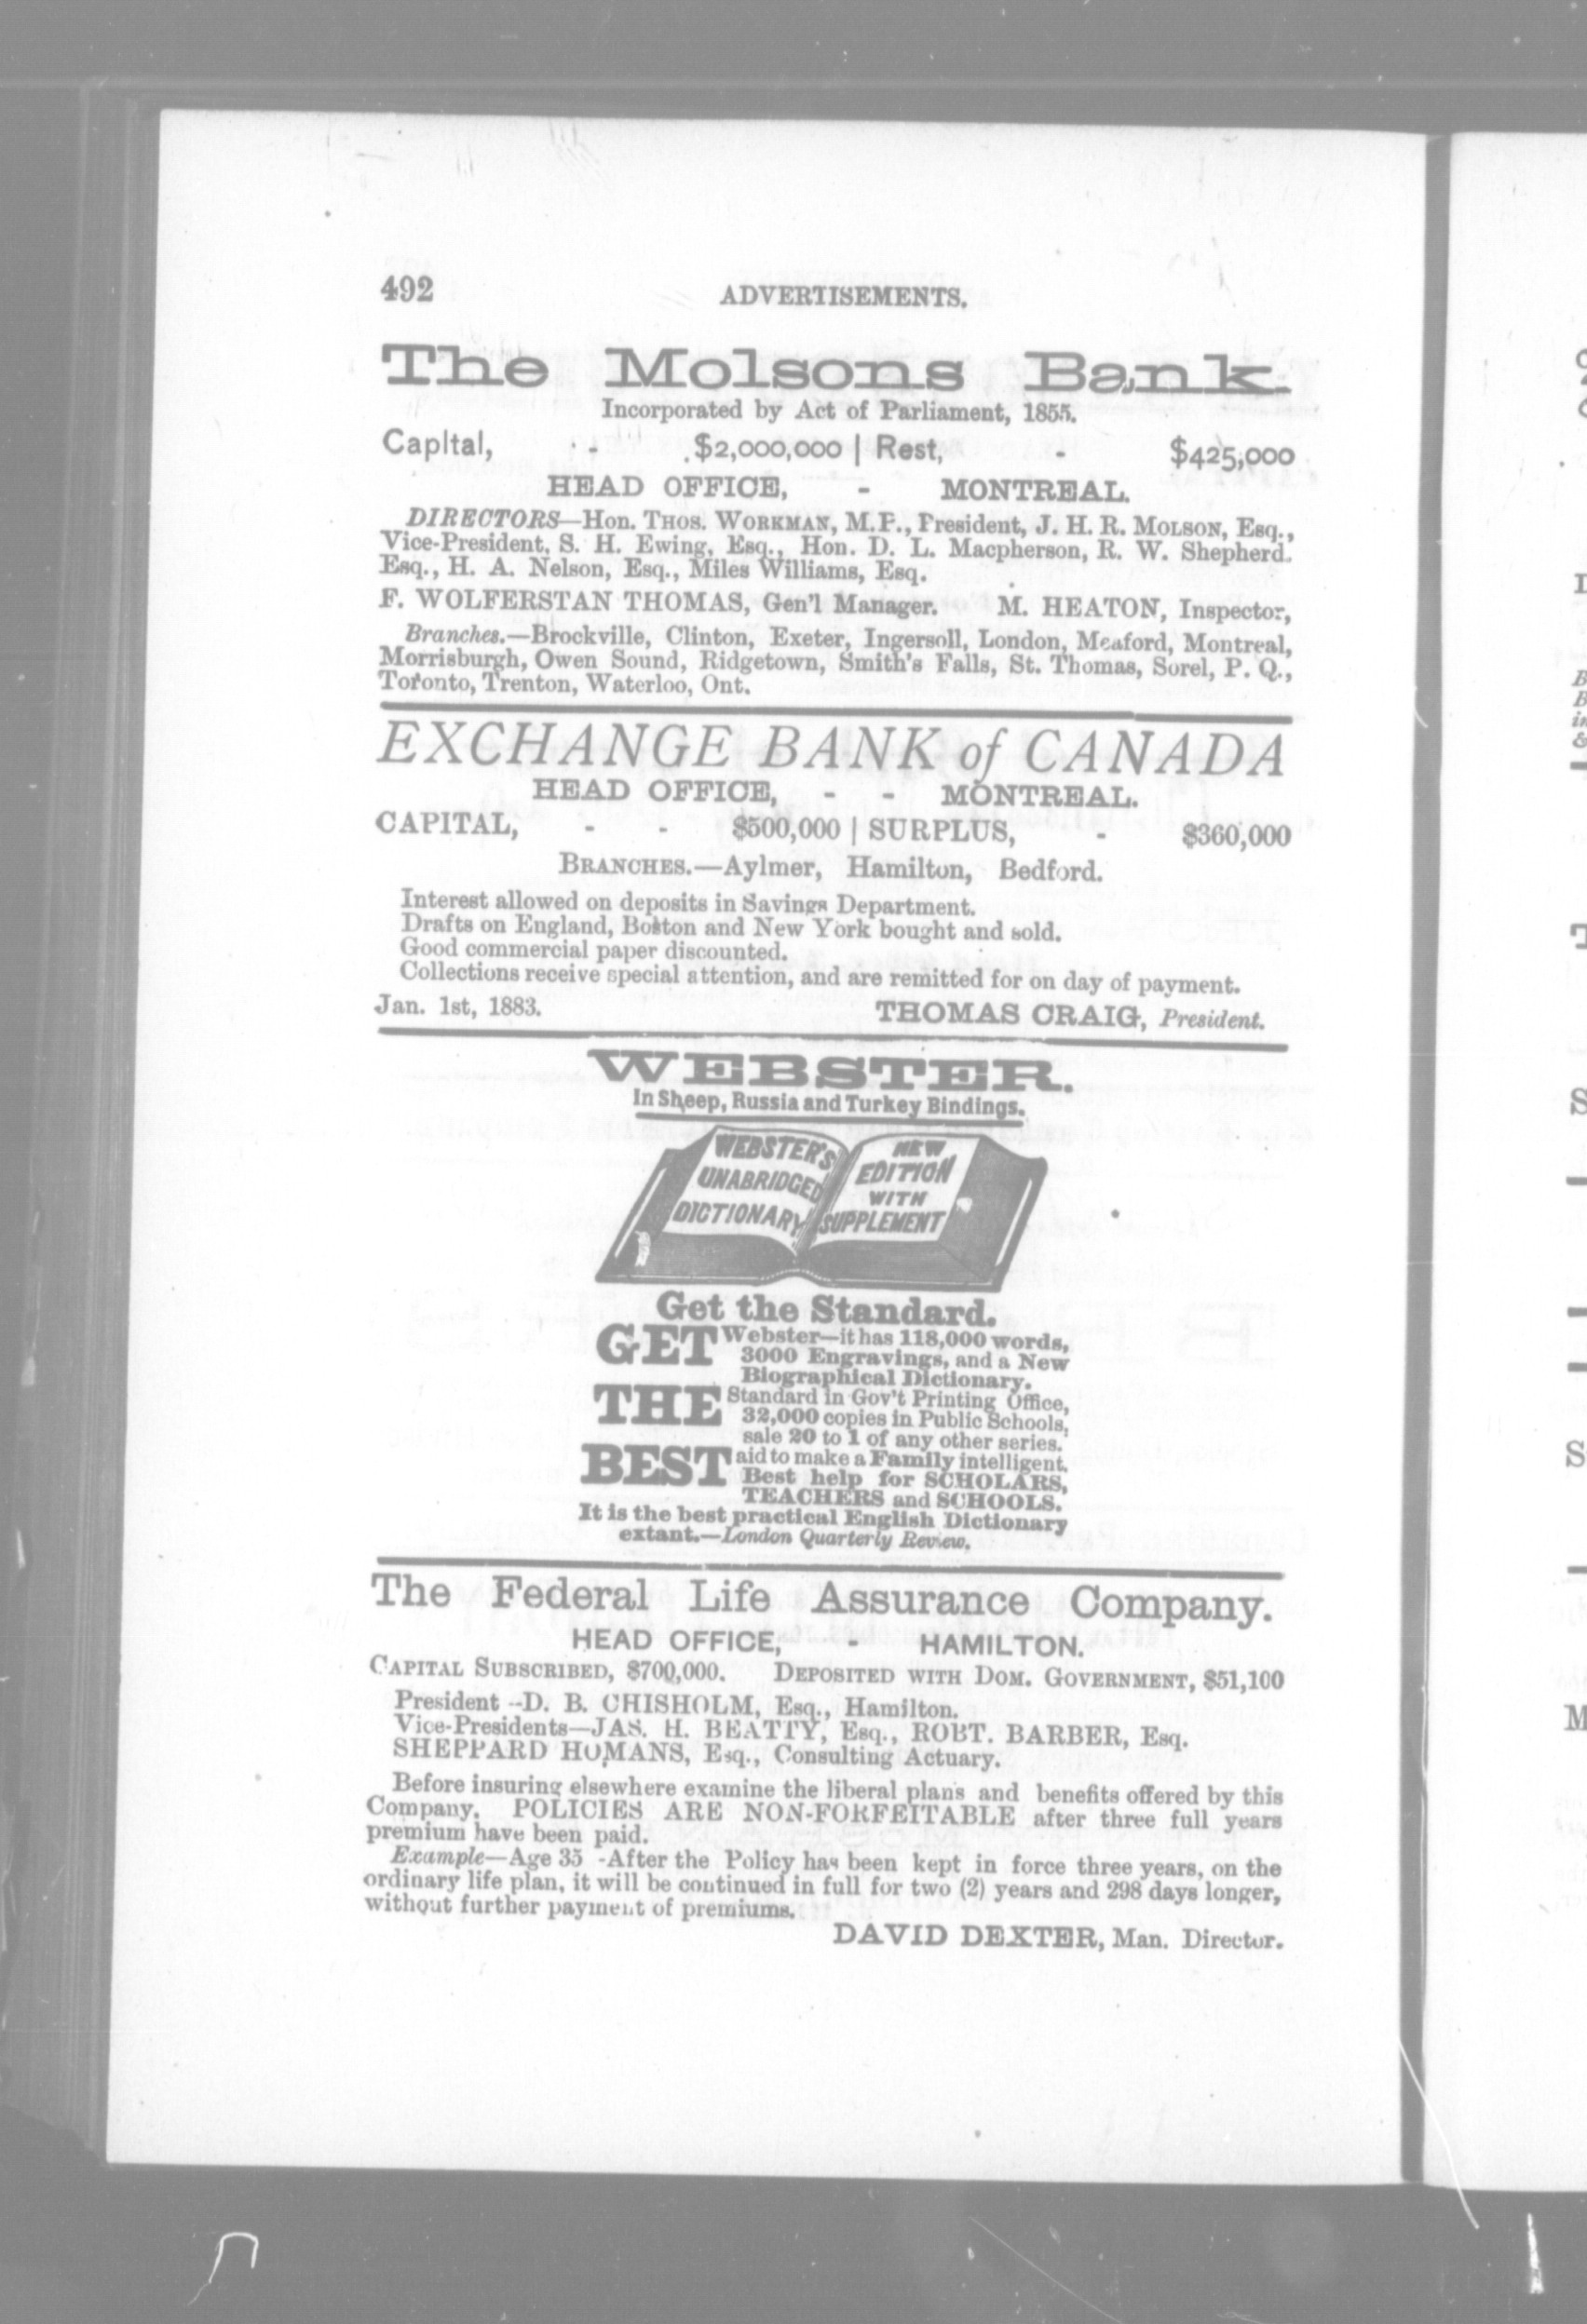 492
ADVERTISEMENTS.
The Molsons Bank.
Incorporated by Act of Parliament, 1855.
Capital, - - $2,000,000 | Rest, - $425,000
HEAD OFFICE, - MONTREAL.
DIRECTORS—Hon. THOS. WORKMAN, M.P., President, J. H. R. MOLSON, Esq.,
Vice-President, S. H. Ewing, Esq., Hon. D. L. Macpherson, R. W. Shepherd.
Esq., H. A. Nelson, Esq., Miles Williams, Esq.
F. WOLFERSTAN THOMAS, Gen'l Manager. M. HEATON, Inspector,
Branches.—Brockville, Clinton, Exeter, Ingersoll, London, Meaford, Montreal,
Morrisburgh, Owen Sound, Ridgetown, Smith's Falls, St. Thomas, Sorel, P. Q.,
Toronto, Trenton, Waterloo, Ont.
EXCHANGE BANK of CANADA
HEAD OFFICE, - - MONTREAL.
CAPITAL, - - $500,000 | SURPLUS, - $360,000
BRANCHES.—Aylmer, Hamilton, Bedford.
Interest allowed on deposits in Savings Department.
Drafts on England, Boston and New York bought and sold.
Good commercial paper discounted.
Collections receive special attention, and are remitted for on day of payment.
Jan. 1st, 1883. THOMAS CRAIG, President.
WEBSTER.
In Sheep, Russia and Turkey Bindings.
WEBSTER'S
UNABRIDGED
DICTIONARY
NEW
EDITION
WITH
SUPPLEMENT
Get the Standard.
GET Webster—it has 118,000 words,
3000 Engravings, and a New
Biographical Dictionary.
THE Standard in Gov't Printing Office,
32,000 copies in Public Schools,
sale 20 to 1 of any other series.
BEST aid to make a Family intelligent.
Best help for SCHOLARS,
TEACHERS and SCHOOLS.
It is the best practical English Dictionary
extant.—London Quarterly Review.
The Federal Life Assurance Company.
HEAD OFFICE, - HAMILTON.
CAPITAL SUBSCRIBED, $700,000. DEPOSITED WITH DOM. GOVERNMENT, $51,100
President—D. B. CHISHOLM, Esq., Hamilton.
Vice-Presidents—JAS. H. BEATTY, Esq., ROBT. BARBER, Esq.
SHEPPARD HOMANS, Esq., Consulting Actuary.
Before insuring elsewhere examine the liberal plans and benefits offered by this
Company. POLICIES ARE NON-FORFEITABLE after three full years
premium have been paid.
Example—Age 35 -After the Policy has been kept in force three years, on the
ordinary life plan, it will be continued in full for two (2) years and 298 days longer,
without further payment of premiums.
DAVID DEXTER, Man. Director.